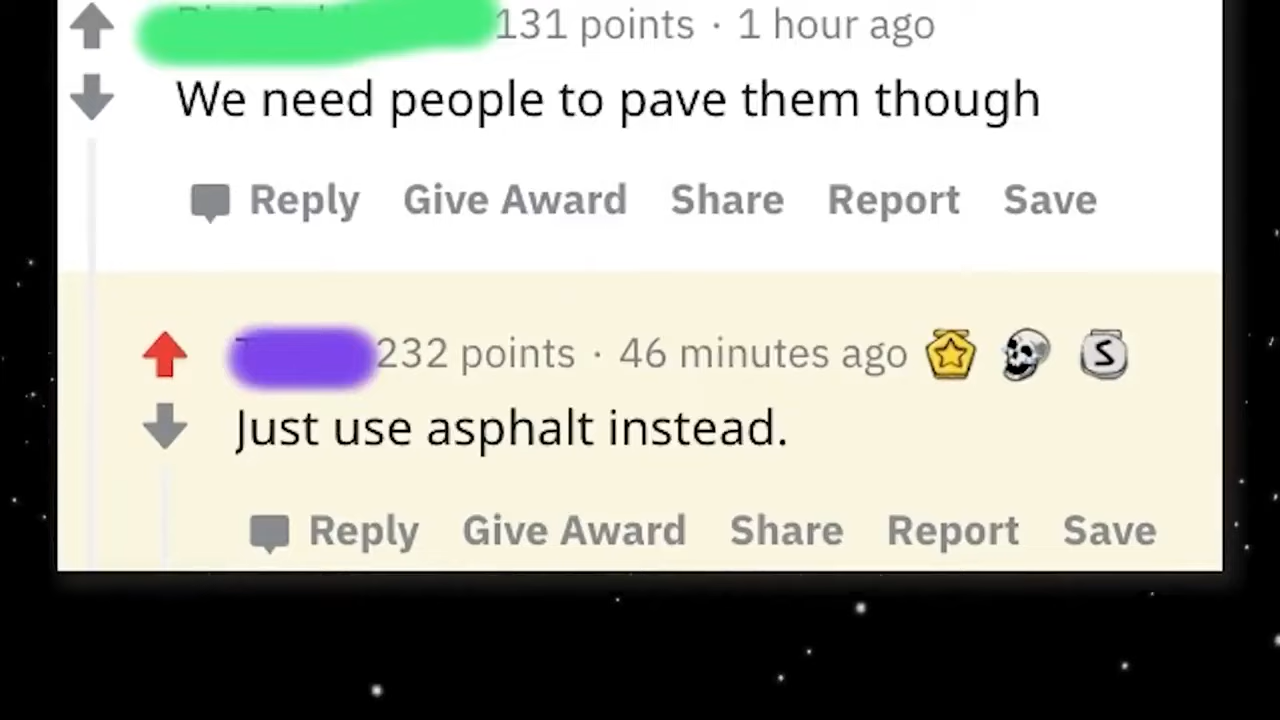 131 points · 1 hour ago
We need people to pave them though
Reply Give Award Share Report Save
232 points · 46 minutes ago S
Just use asphalt instead.
Reply Give Award Share Report Save